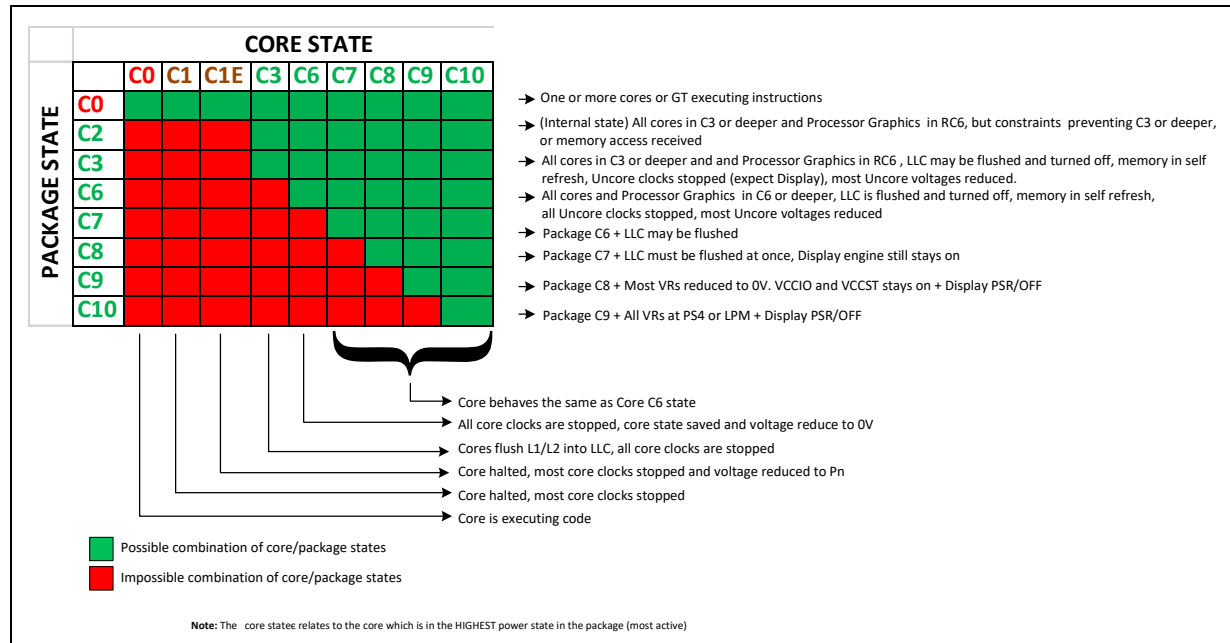 CORE STATE
PACKAGE STATE
C0 C1 C1E C3 C6 C7 C8 C9 C10
C0
C2
C3
C6
C7
C8
C9
C10
One or more cores or GT executing instructions
(Internal state) All cores in C3 or deeper and Processor Graphics in RC6, but constraints preventing C3 or deeper,
or memory access received
All cores in C3 or deeper and and Processor Graphics in RC6 , LLC may be flushed and turned off, memory in self
refresh, Uncore clocks stopped (expect Display), most Uncore voltages reduced.
All cores and Processor Graphics in C6 or deeper, LLC is flushed and turned off, memory in self refresh,
all Uncore clocks stopped, most Uncore voltages reduced
Package C6 + LLC may be flushed
Package C7 + LLC must be flushed at once, Display engine still stays on
Package C8 + Most VRs reduced to 0V. VCCIO and VCCST stays on + Display PSR/OFF
Package C9 + All VRs at PS4 or LPM + Display PSR/OFF
Core behaves the same as Core C6 state
All core clocks are stopped, core state saved and voltage reduce to 0V
Cores flush L1/L2 into LLC, all core clocks are stopped
Core halted, most core clocks stopped and voltage reduced to Pn
Core halted, most core clocks stopped
Core is executing code
Possible combination of core/package states
Impossible combination of core/package states
Note: The core statee relates to the core which is in the HIGHEST power state in the package (most active)